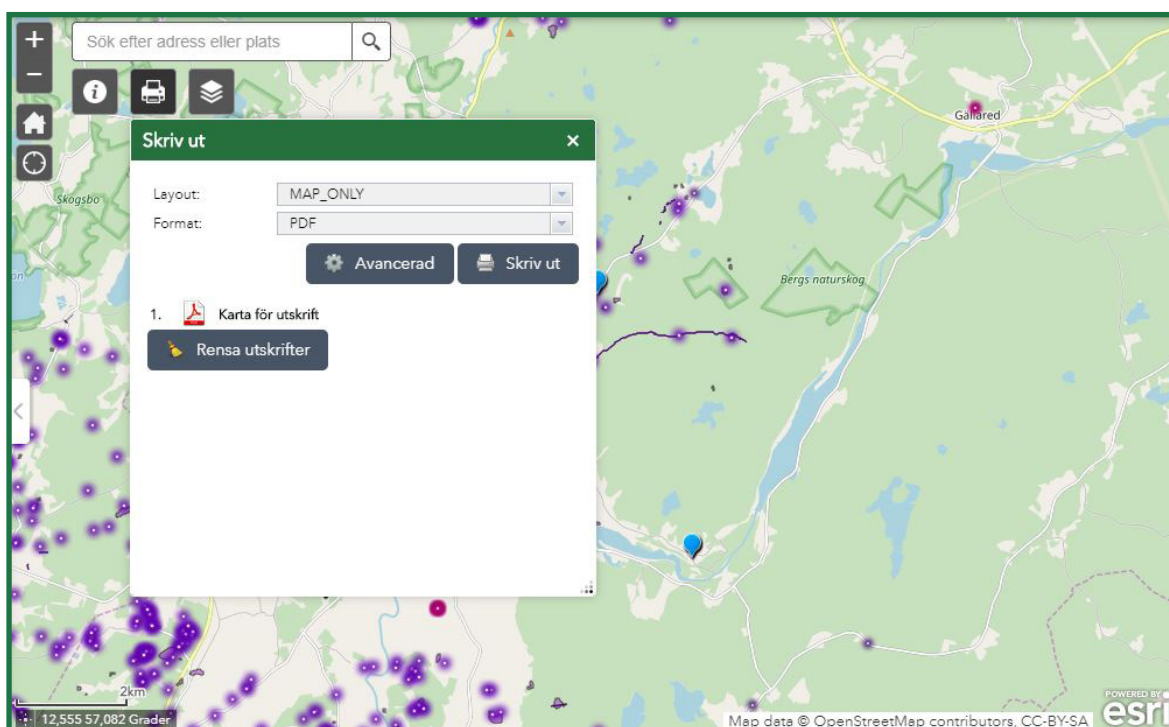 Sök efter adress eller plats
Gällared
Skriv ut
Layout: MAP_ONLY
Format: PDF
Avancerad Skriv ut
1. Karta för utskrift
Rensa utskrifter
Skogsbo
Bergs naturskog
2km
12,555 57,082 Grader
Map data © OpenStreetMap contributors, CC-BY-SA
POWERED BY
esri